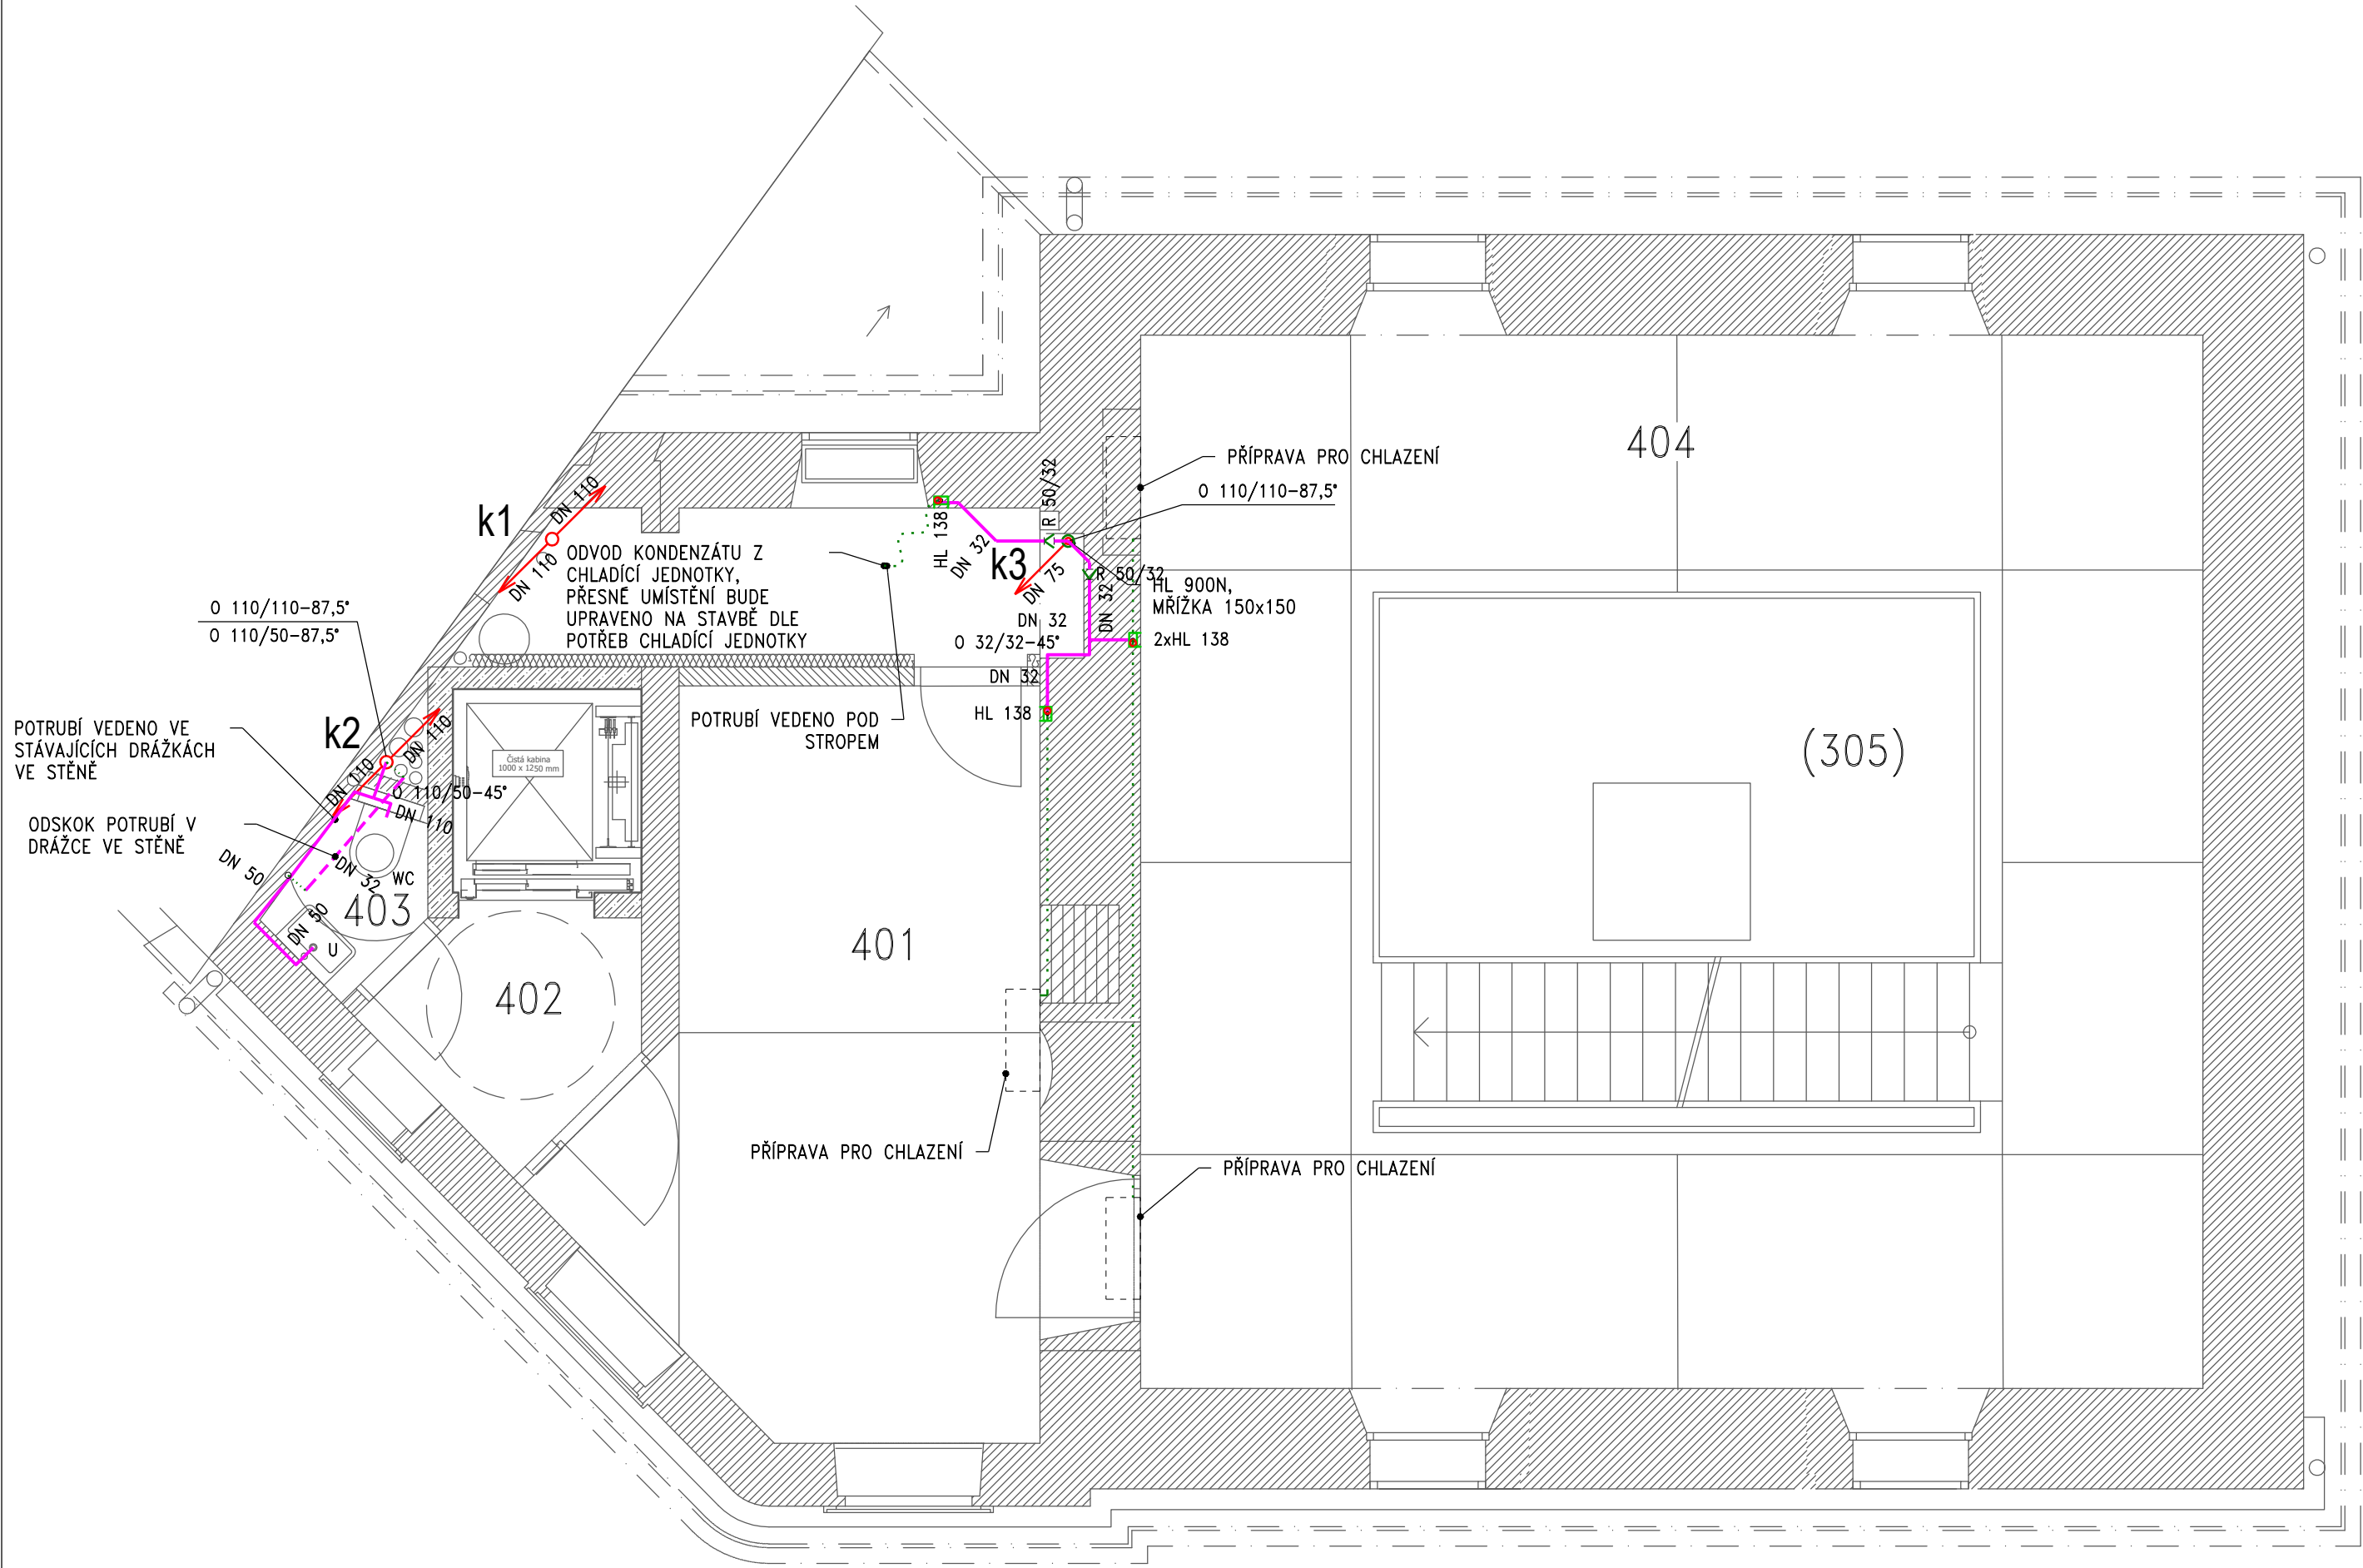 404
PŘÍPRAVA PRO CHLAZENÍ
O 110/110-87,5°
R 50/32
DN 110
k1
DN 110
HL 138
DN 32
k3
DN 75
R 50/32
DN 32
HL 900N,
MŘÍŽKA 150x150
ODVOD KONDENZÁTU Z
CHLADÍCÍ JEDNOTKY,
PŘESNÉ UMÍSTĚNÍ BUDE
UPRAVENO NA STAVBĚ DLE
POTŘEB CHLADÍCÍ JEDNOTKY
O 110/110-87,5°
O 110/50-87,5°
DN 32
O 32/32-45°
2xHL 138
DN 32
HL 138
POTRUBÍ VEDENO POD
STROPEM
POTRUBÍ VEDENO VE
STÁVAJÍCÍCH DRÁŽKÁCH
VE STĚNĚ
k2
DN 110
DN 110
Čistá kabina
1000 x 1250 mm
(305)
O 110/50-45°
DN 110
ODSKOK POTRUBÍ V
DRÁŽCE VE STĚNĚ
DN 50
DN 32
WC
403
DN 50
U
401
402
PŘÍPRAVA PRO CHLAZENÍ
PŘÍPRAVA PRO CHLAZENÍ